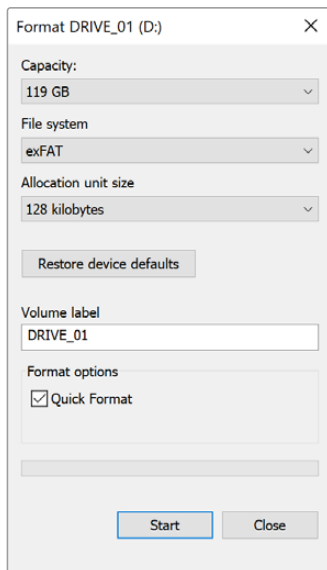 Format DRIVE_01 (D:)
Capacity:
119 GB
File system
exFAT
Allocation unit size
128 kilobytes
Restore device defaults
Volume label
DRIVE_01
Format options
Quick Format
Start Close